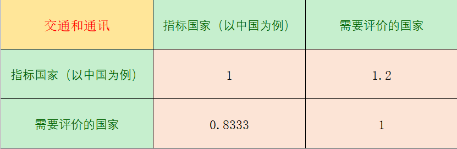 交通和通讯 指标国家（以中国为例） 需要评价的国家
指标国家（以中国为例） 1 1.2
需要评价的国家 0.8333 1